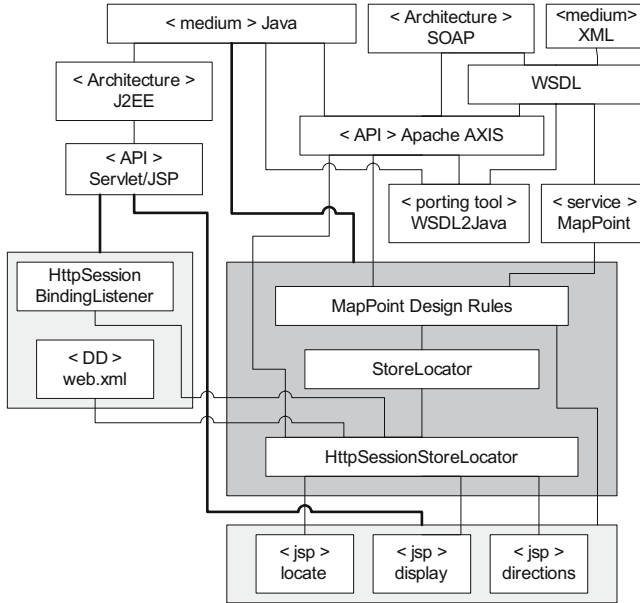 < medium > Java
< Architecture >
SOAP
<medium>
XML
< Architecture >
J2EE
WSDL
< API > Apache AXIS
< API >
Servlet/JSP
< porting tool >
WSDL2Java
< service >
MapPoint
HttpSession
BindingListener
MapPoint Design Rules
< DD >
web.xml
StoreLocator
HttpSessionStoreLocator
< jsp >
locate
< jsp >
display
< jsp >
directions